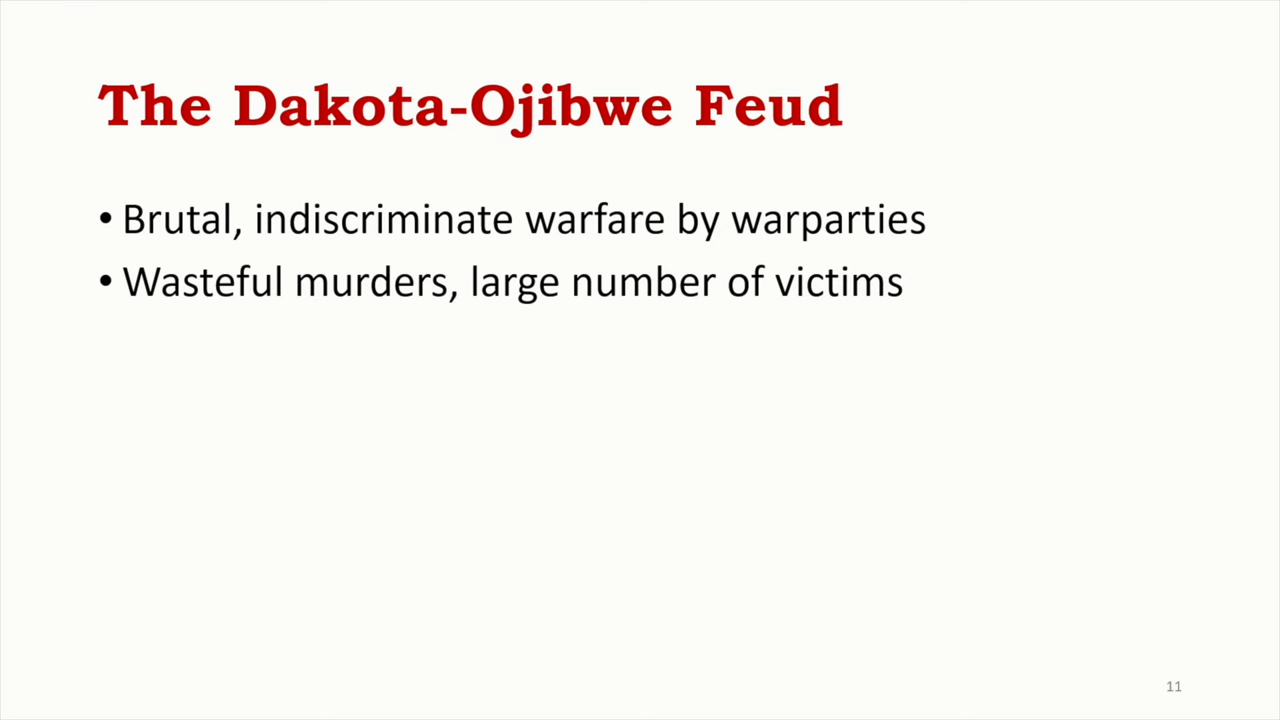 The Dakota-Ojibwe Feud
• Brutal, indiscriminate warfare by warparties
• Wasteful murders, large number of victims
11